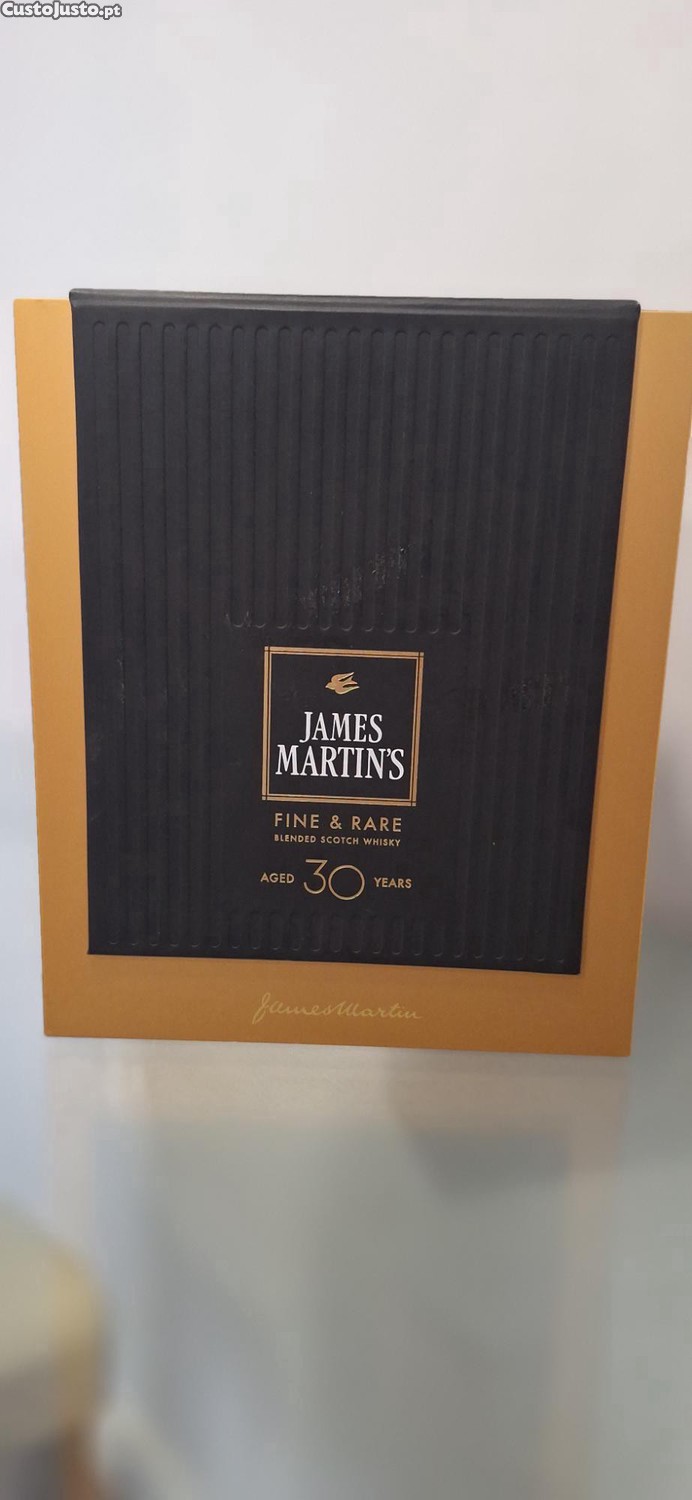 CustoJusto.pt
JAMES
MARTIN'S
FINE & RARE
BLENDED SCOTCH WHISKY
AGED 30 YEARS
James Martin